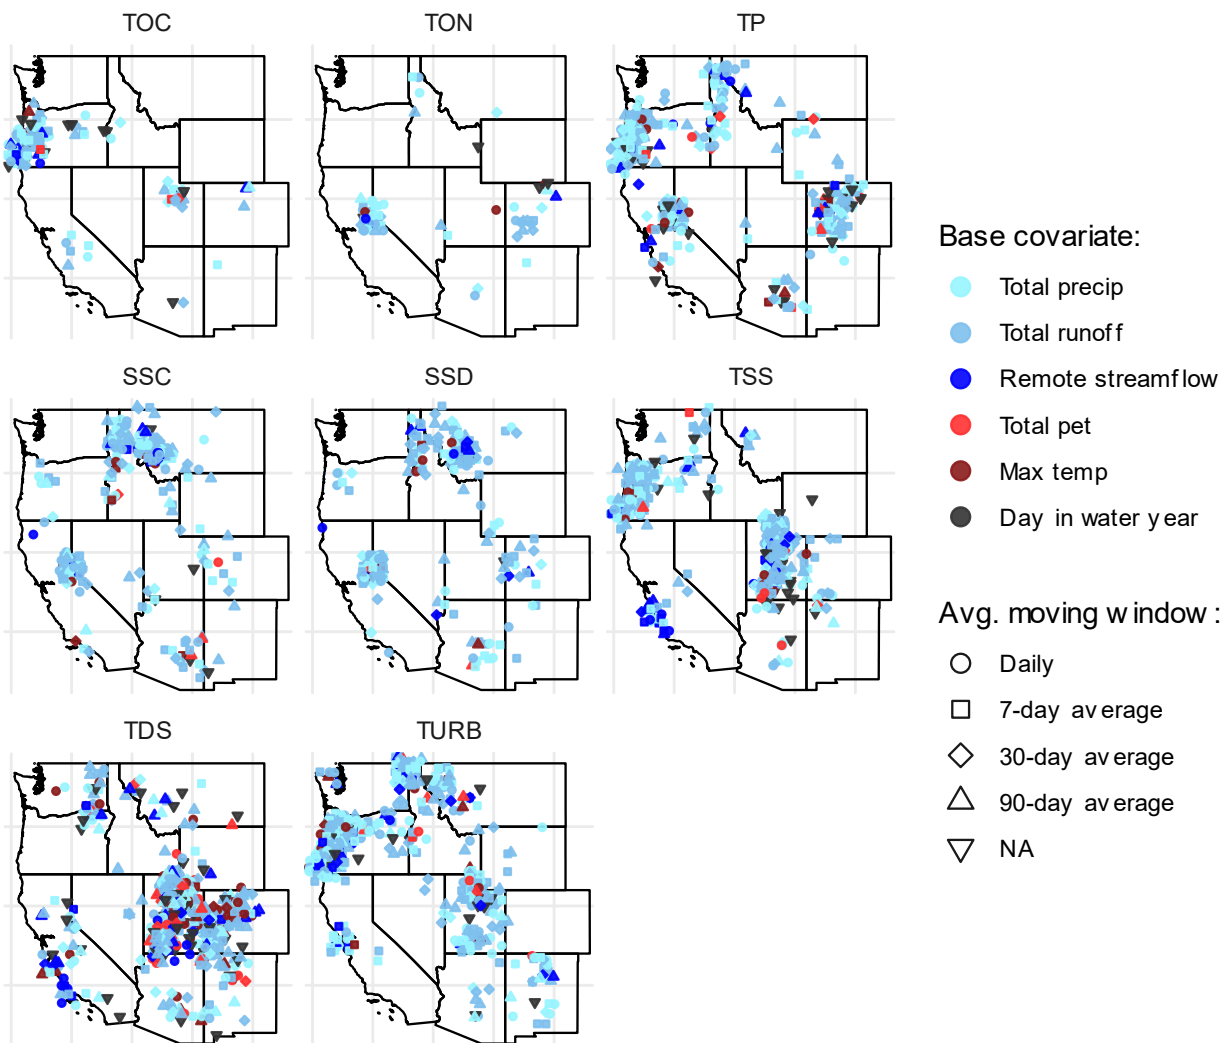 TOC
TON
TP
SSC
SSD
TSS
TDS
TURB
Base covariate:
Total precip
Total runoff
Remote streamflow
Total pet
Max temp
Day in water year
Avg. moving window:
Daily
7-day average
30-day average
90-day average
NA